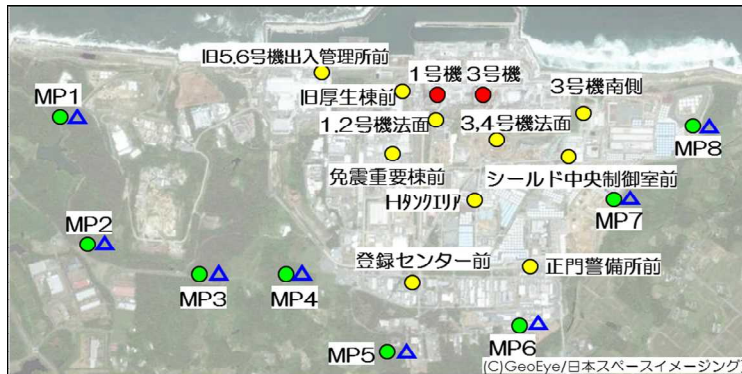 旧5.6号機出入管理所前
1号機
3号機
MP1
旧厚生棟前
3号機南側
1.2号機法面
3,4号機法面
MP8
免震重要棟前
シールド中央制御室前
Hﾀﾝｸｴﾘｱ
MP7
MP2
登録センター前
正門警備所前
MP3
MP4
MP5
MP6
(C)GeoEye/日本スペースイメージング